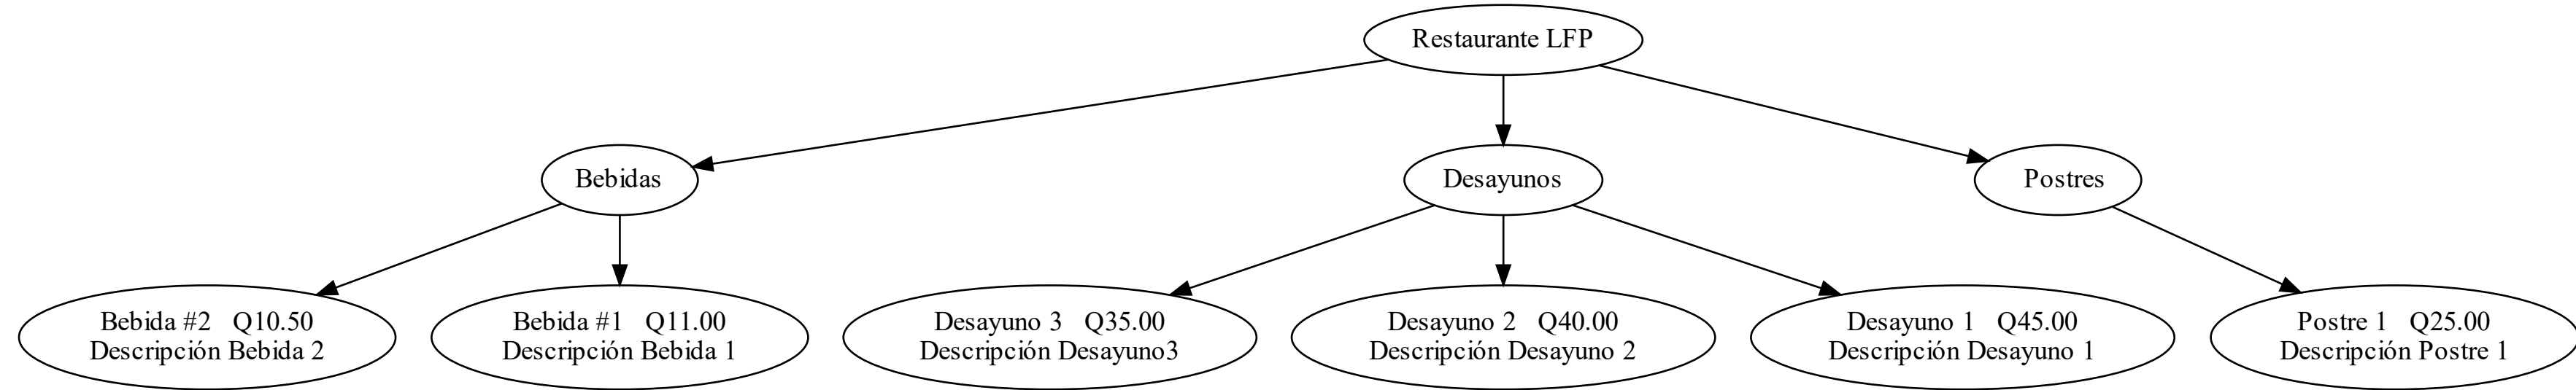 Restaurante LFP
Bebidas
Desayunos
Postres
Bebida #2 Q10.50
Descripción Bebida 2
Bebida #1 Q11.00
Descripción Bebida 1
Desayuno 3 Q35.00
Descripción Desayuno3
Desayuno 2 Q40.00
Descripción Desayuno 2
Desayuno 1 Q45.00
Descripción Desayuno 1
Postre 1 Q25.00
Descripción Postre 1